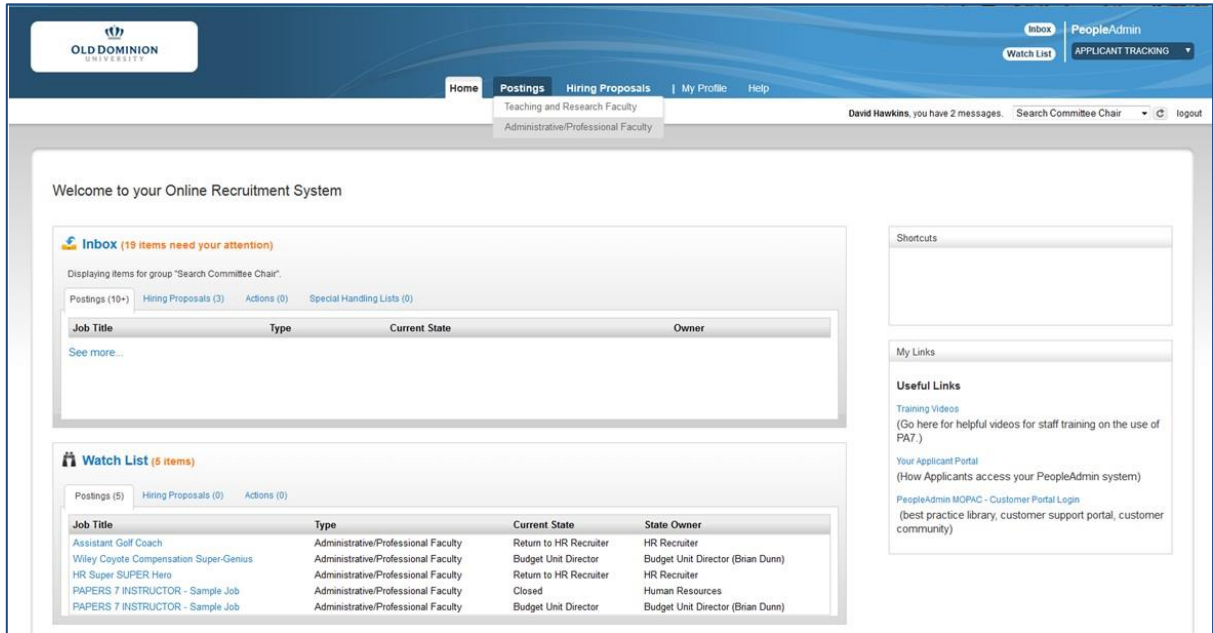 OLD DOMINION
UNIVERSITY
Inbox
PeopleAdmin
Watch List
APPLICANT TRACKING
Home Postings Hiring Proposals | My Profile Help
Teaching and Research Faculty
Administrative/Professional Faculty
David Hawkins, you have 2 messages. Search Committee Chair logout
Welcome to your Online Recruitment System
Inbox (19 items need your attention)
Displaying items for group "Search Committee Chair".
Postings (10+) Hiring Proposals (3) Actions (0) Special Handling Lists (0)
Job Title Type Current State Owner
See more...
Watch List (5 items)
Postings (5) Hiring Proposals (0) Actions (0)
Job Title Type Current State State Owner
Assistant Golf Coach Administrative/Professional Faculty Return to HR Recruiter HR Recruiter
Wiley Coyote Compensation Super-Genius Administrative/Professional Faculty Budget Unit Director Budget Unit Director (Brian Dunn)
HR Super SUPER Hero Administrative/Professional Faculty Return to HR Recruiter HR Recruiter
PAPERS 7 INSTRUCTOR - Sample Job Administrative/Professional Faculty Closed Human Resources
PAPERS 7 INSTRUCTOR - Sample Job Administrative/Professional Faculty Budget Unit Director Budget Unit Director (Brian Dunn)
Shortcuts
My Links
Useful Links
Training Videos
(Go here for helpful videos for staff training on the use of
PA7.)
Your Applicant Portal
(How Applicants access your PeopleAdmin system)
PeopleAdmin MOPAC - Customer Portal Login
(best practice library, customer support portal, customer
community)